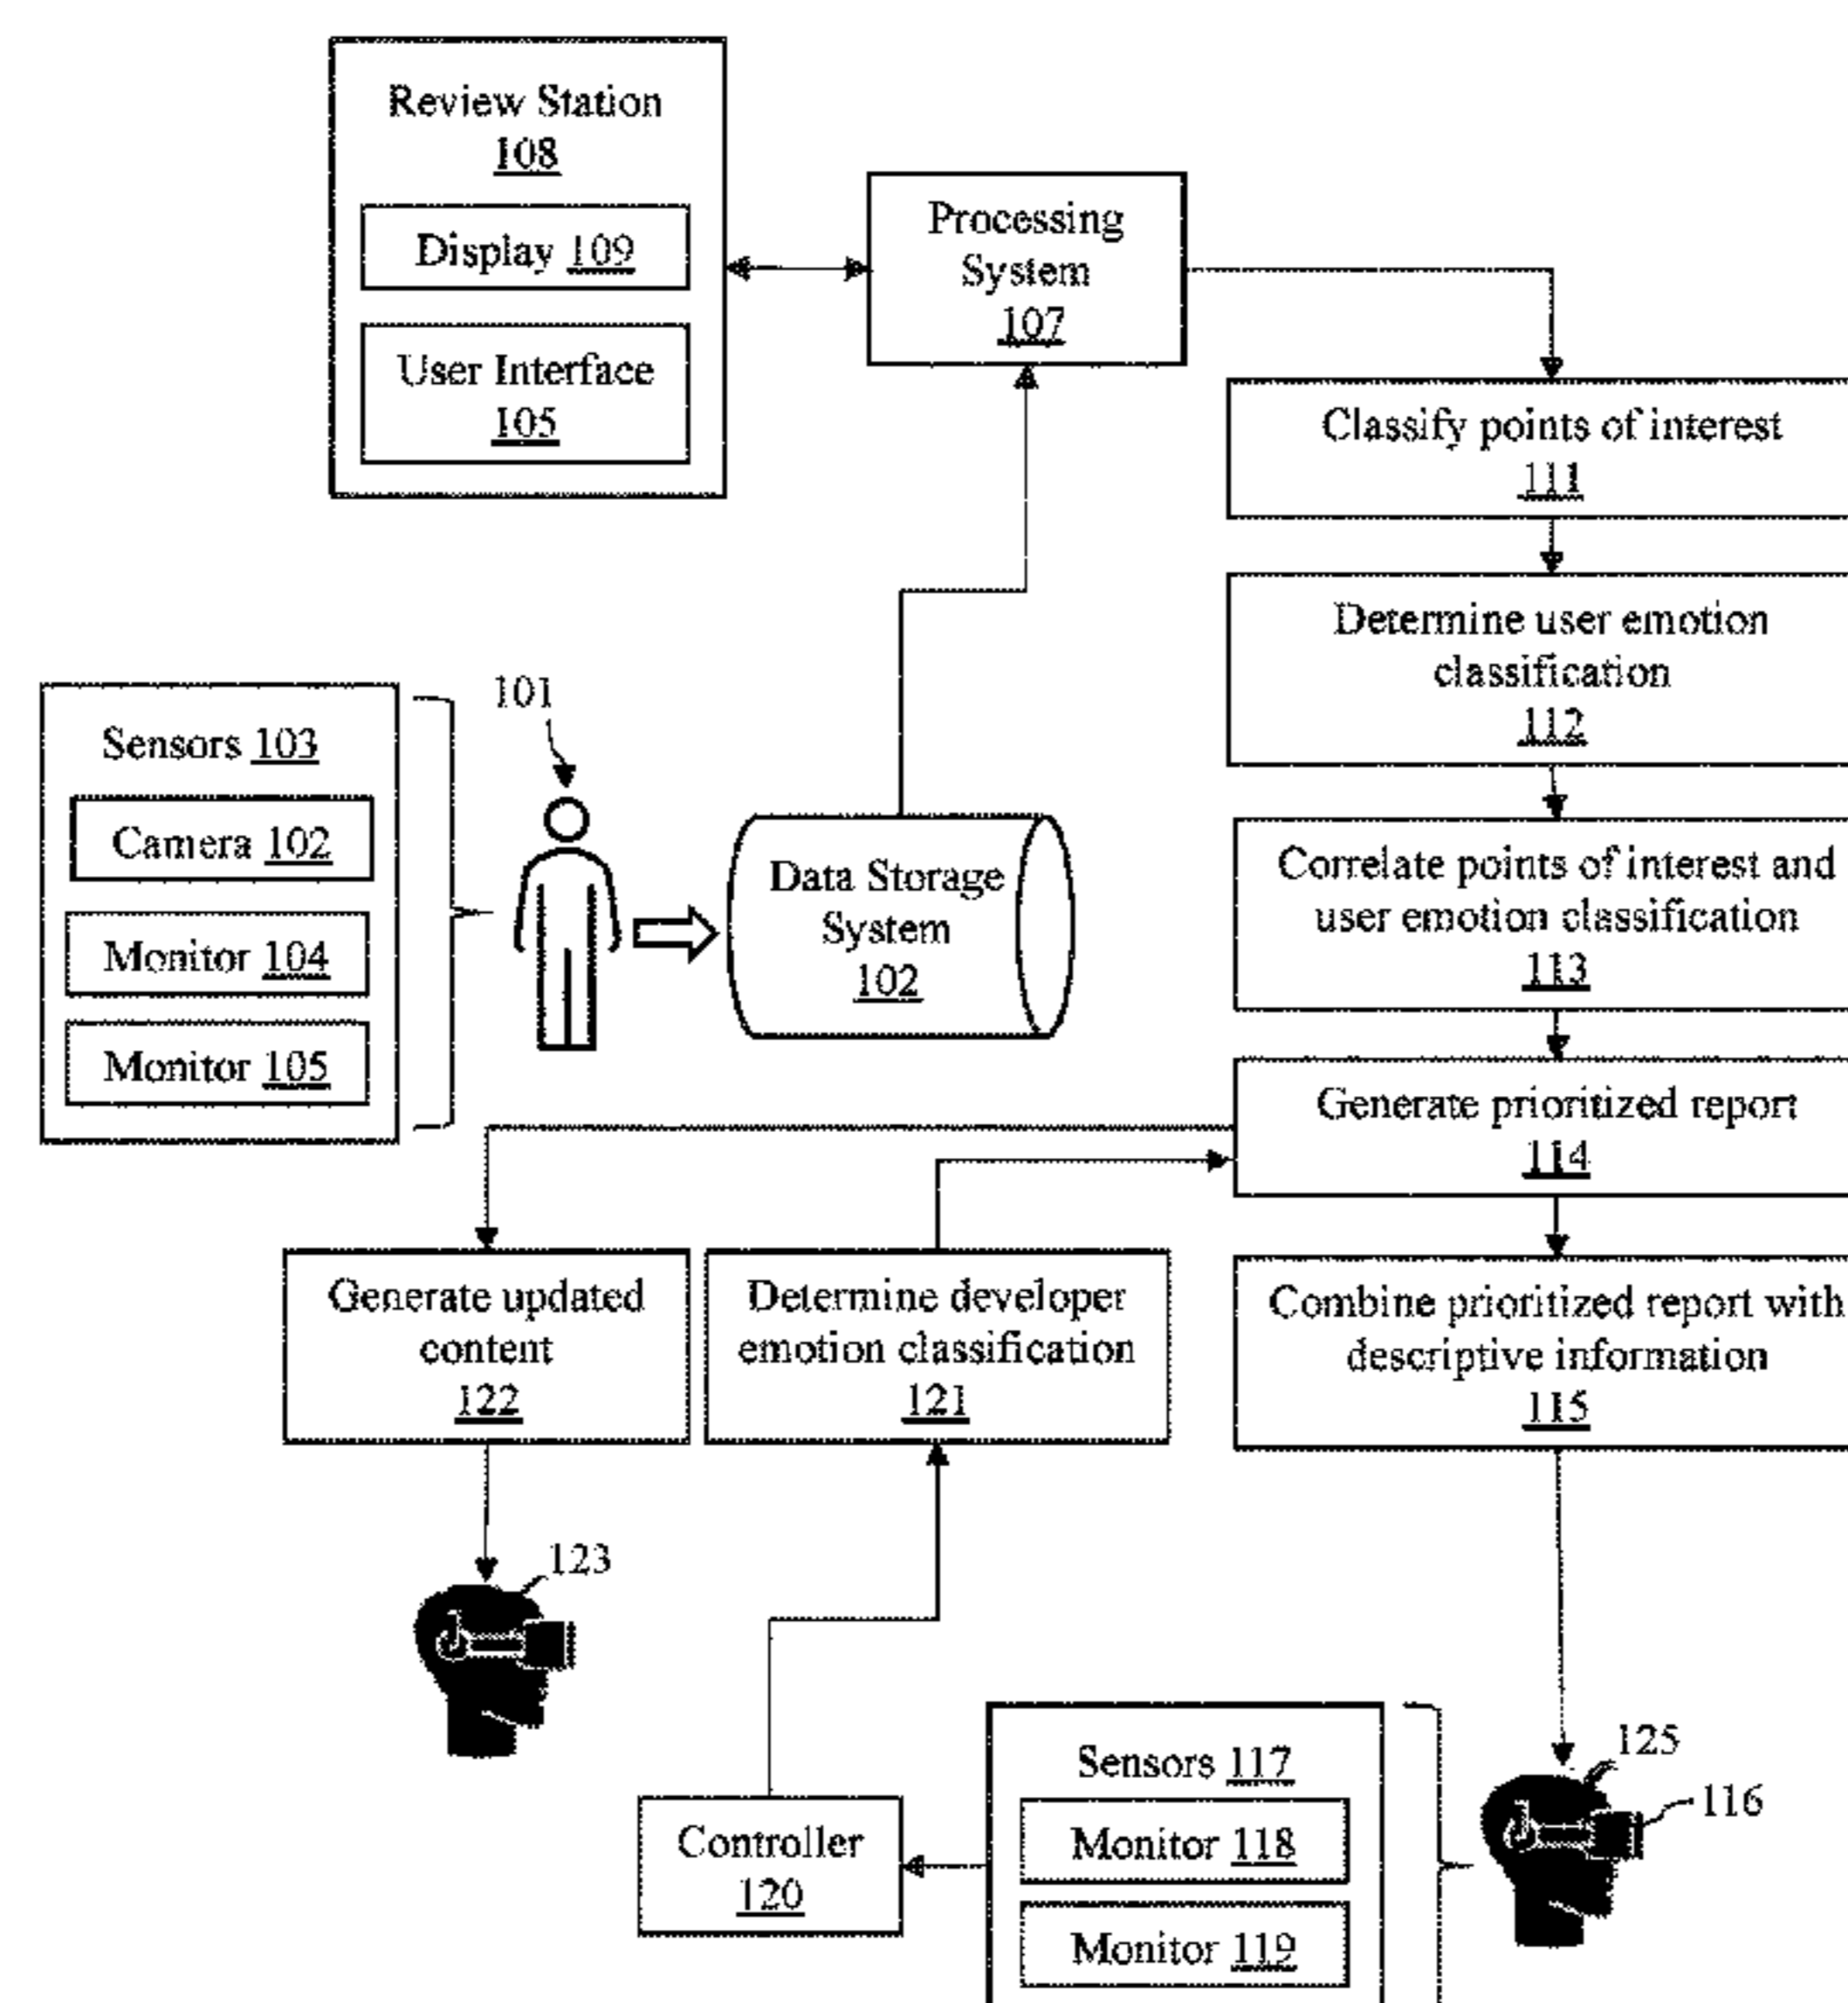 Review Station
108
Display 109
User Interface
105
Processing
System
107
Classify points of interest
111
Determine user emotion
classification
112
Sensors 103
Camera 102
Monitor 104
Monitor 105
101
Data Storage
System
102
Correlate points of interest and
user emotion classification
113
Generate prioritized report
114
Generate updated
content
122
Determine developer
emotion classification
121
Combine prioritized report with
descriptive information
115
123
Controller
120
Sensors 117
Monitor 118
Monitor 119
125
116